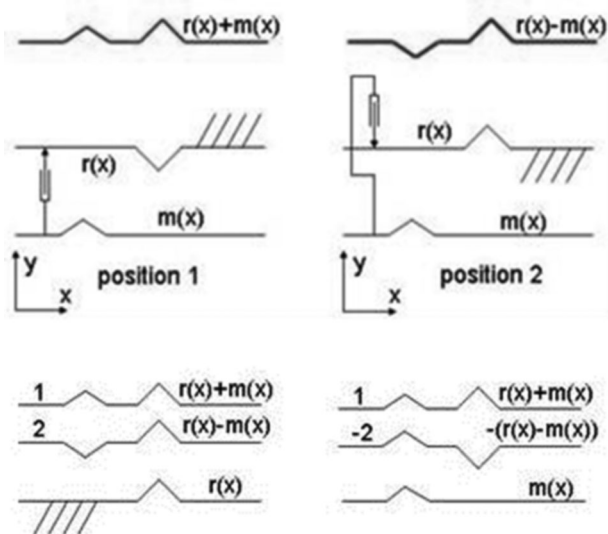 r(x)+m(x)
r(x)
m(x)
y
x
position 1
r(x)-m(x)
r(x)
m(x)
y
x
position 2
1 r(x)+m(x)
2 r(x)-m(x)
r(x)
1 r(x)+m(x)
-2 -(r(x)-m(x))
m(x)